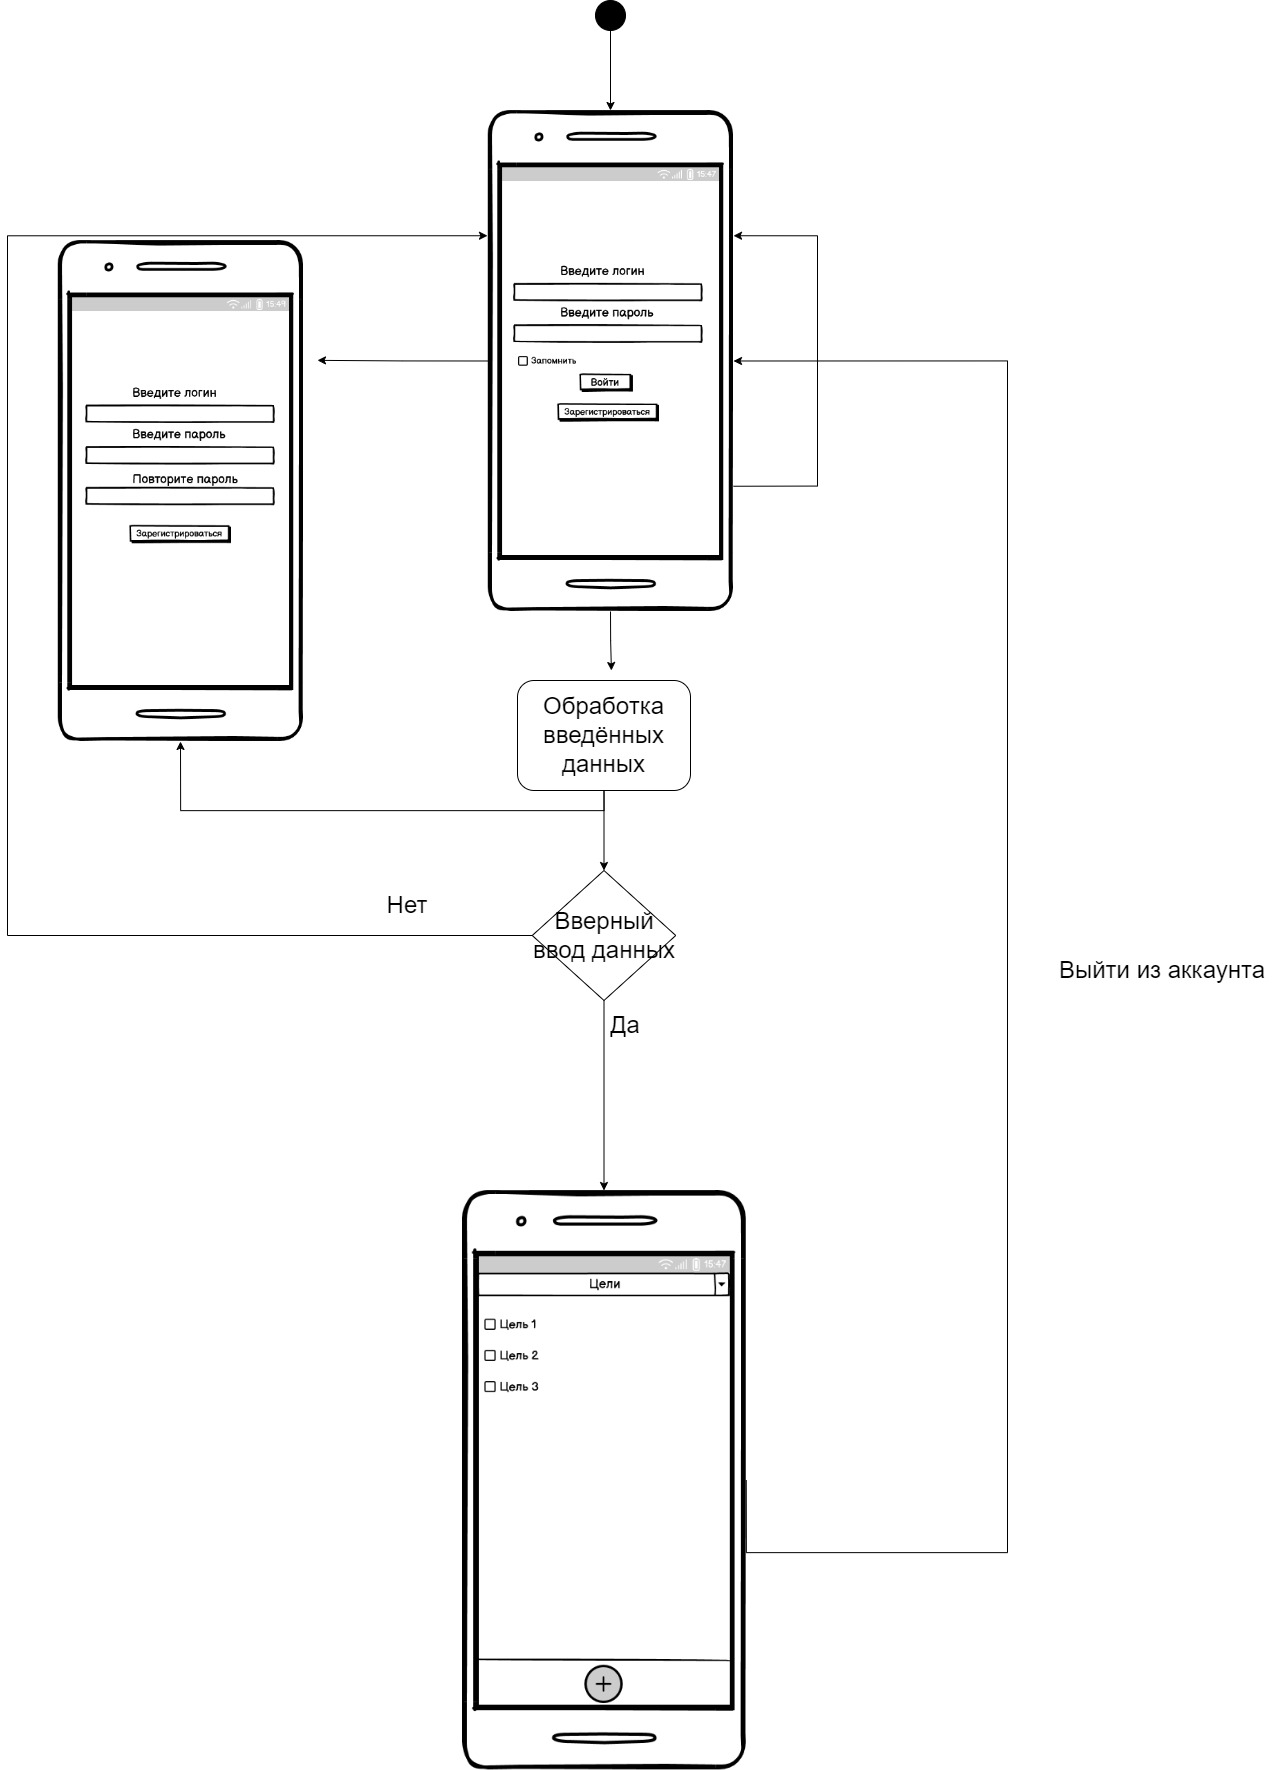 15:47
Введите логин
Введите пароль
Запомнить
Войти
Зарегистрироваться
15:49
Введите логин
Введите пароль
Повторите пароль
Зарегистрироваться
Обработка
введённых
данных
Нет
Вверный
ввод данных
Да
Выйти из аккаунта
15:47
Цели
Цель 1
Цель 2
Цель 3